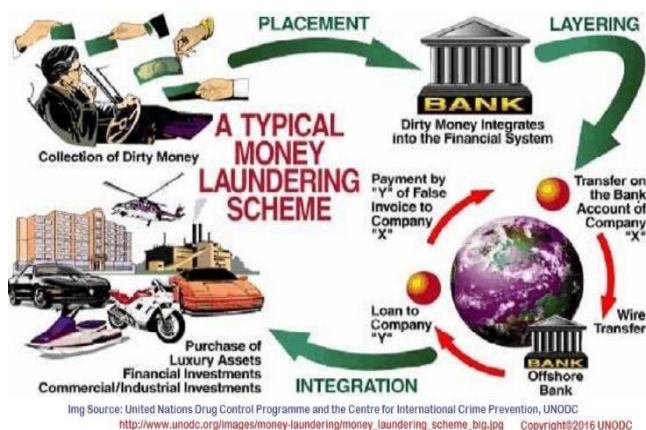 PLACEMENT
LAYERING
BANK
Dirty Money Integrates
into the Financial System
Collection of Dirty Money
A TYPICAL
MONEY
LAUNDERING
SCHEME
Payment by
"Y" of False
Invoice to
Company
"X"
Transfer on
the Bank
Account of
Company
"X"
Wire
Transfer
Loan to
Company
"Y"
BANK
Offshore
Bank
Purchase of
Luxury Assets
Financial Investments
Commercial/Industrial Investments
INTEGRATION
Img Source: United Nations Drug Control Programme and the Centre for International Crime Prevention, UNODC
http://www.unodc.org/images/money-laundering/money_laundering_scheme_big.jpg Copyright©2016 UNODC